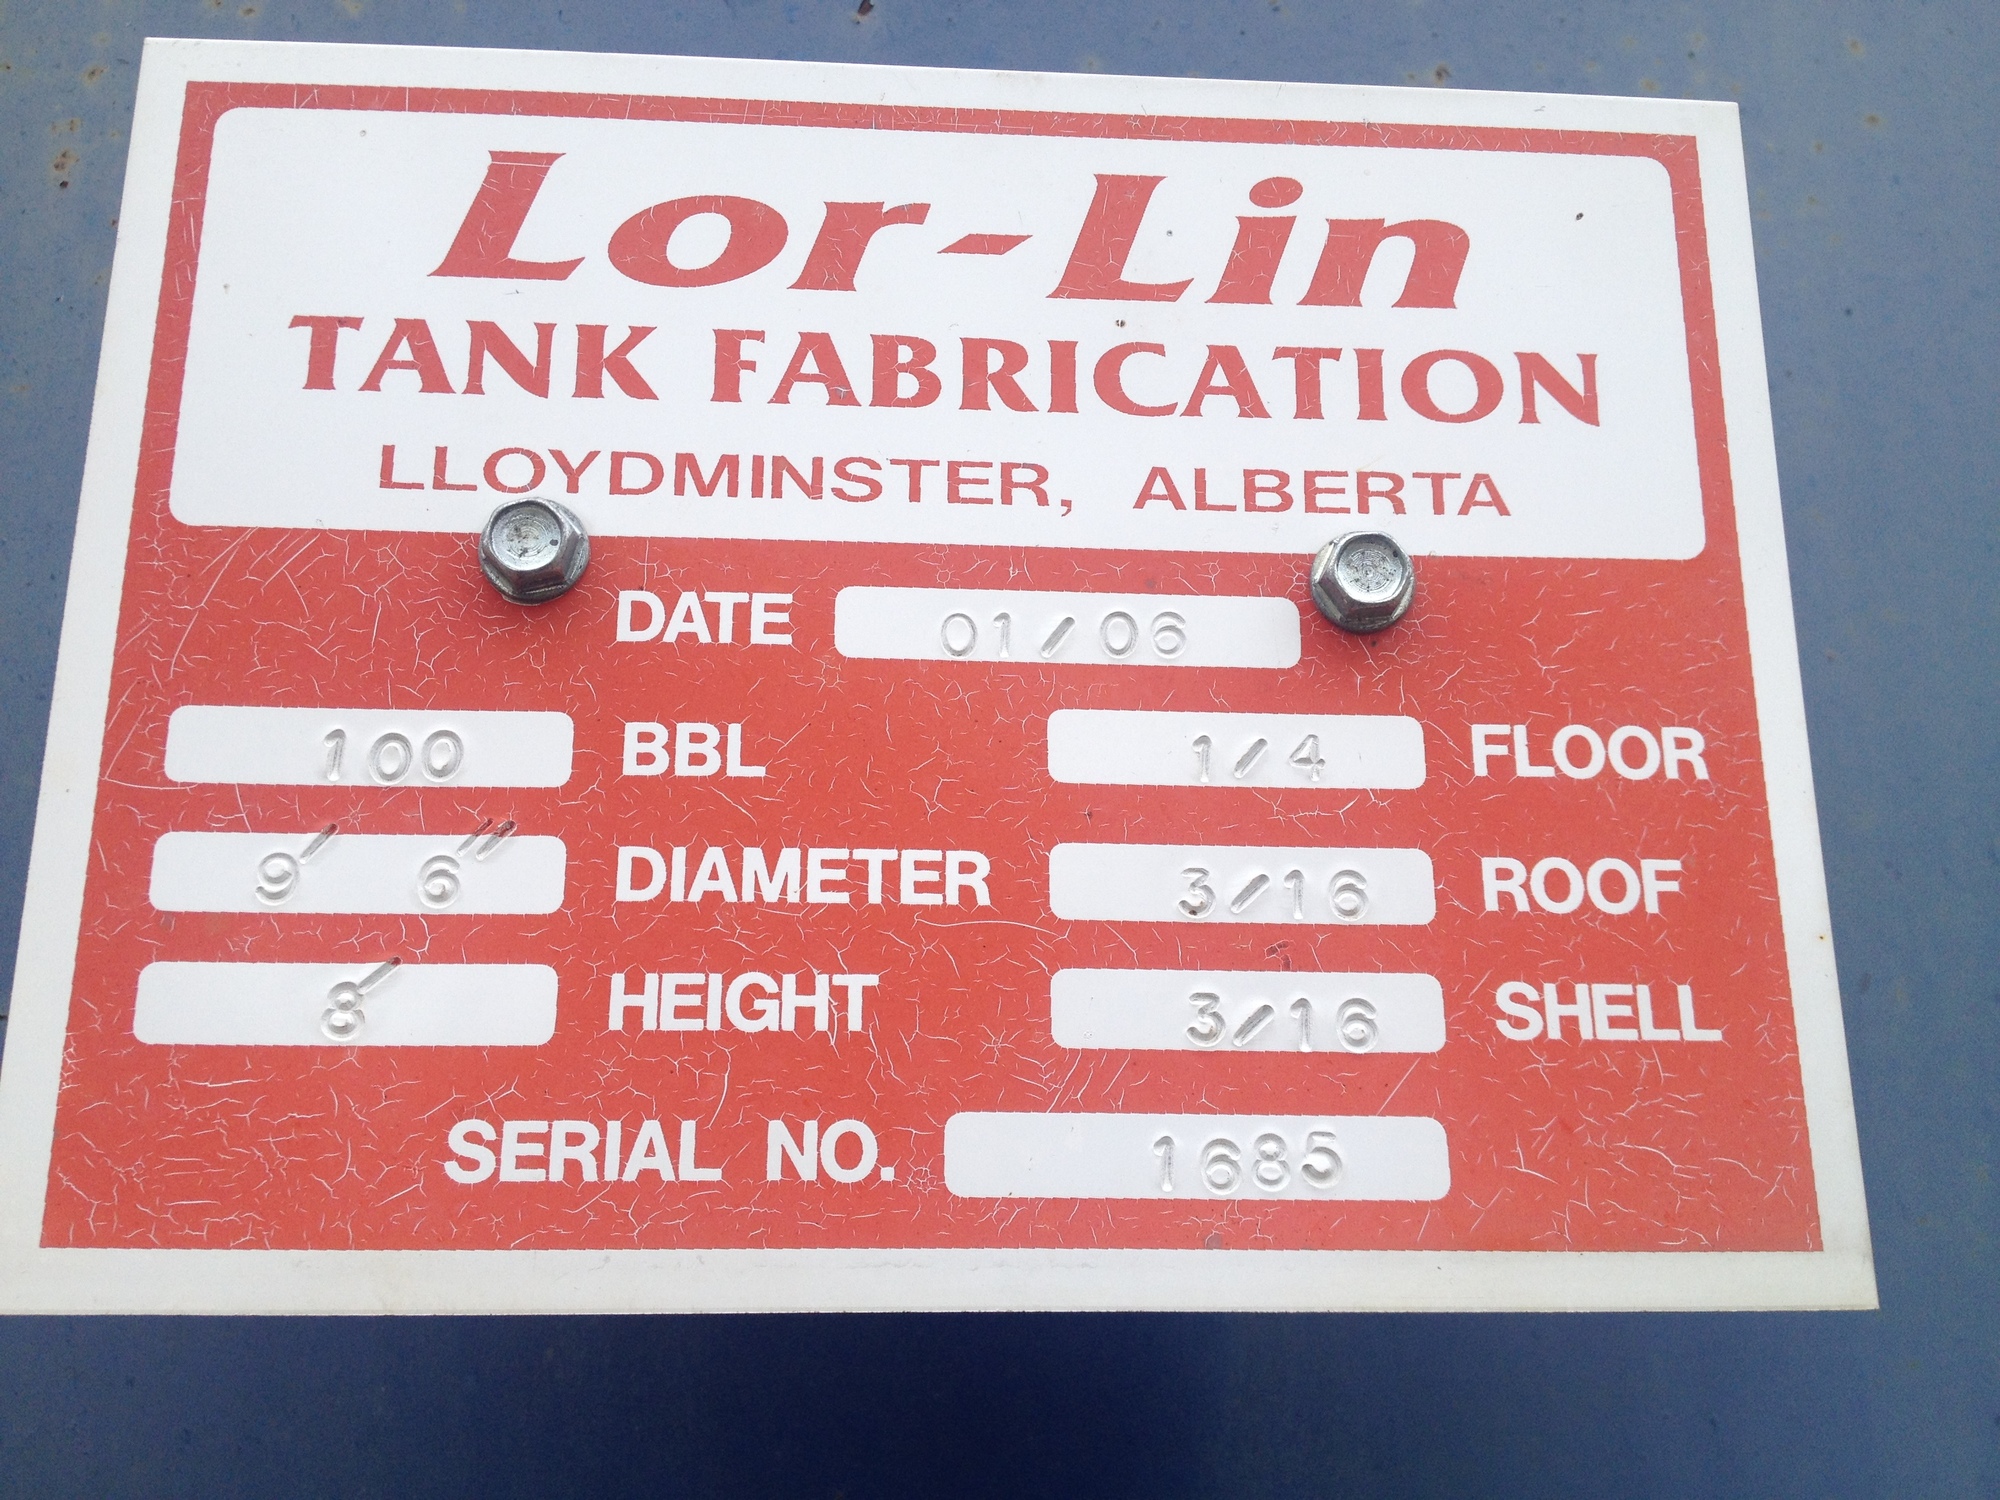 Lor-Lin
TANK FABRICATION
LLOYDMINSTER, ALBERTA
DATE 01/06
100 BBL 1/4 FLOOR
9' 6" DIAMETER 3/16 ROOF
8' HEIGHT 3/16 SHELL
SERIAL NO. 1685